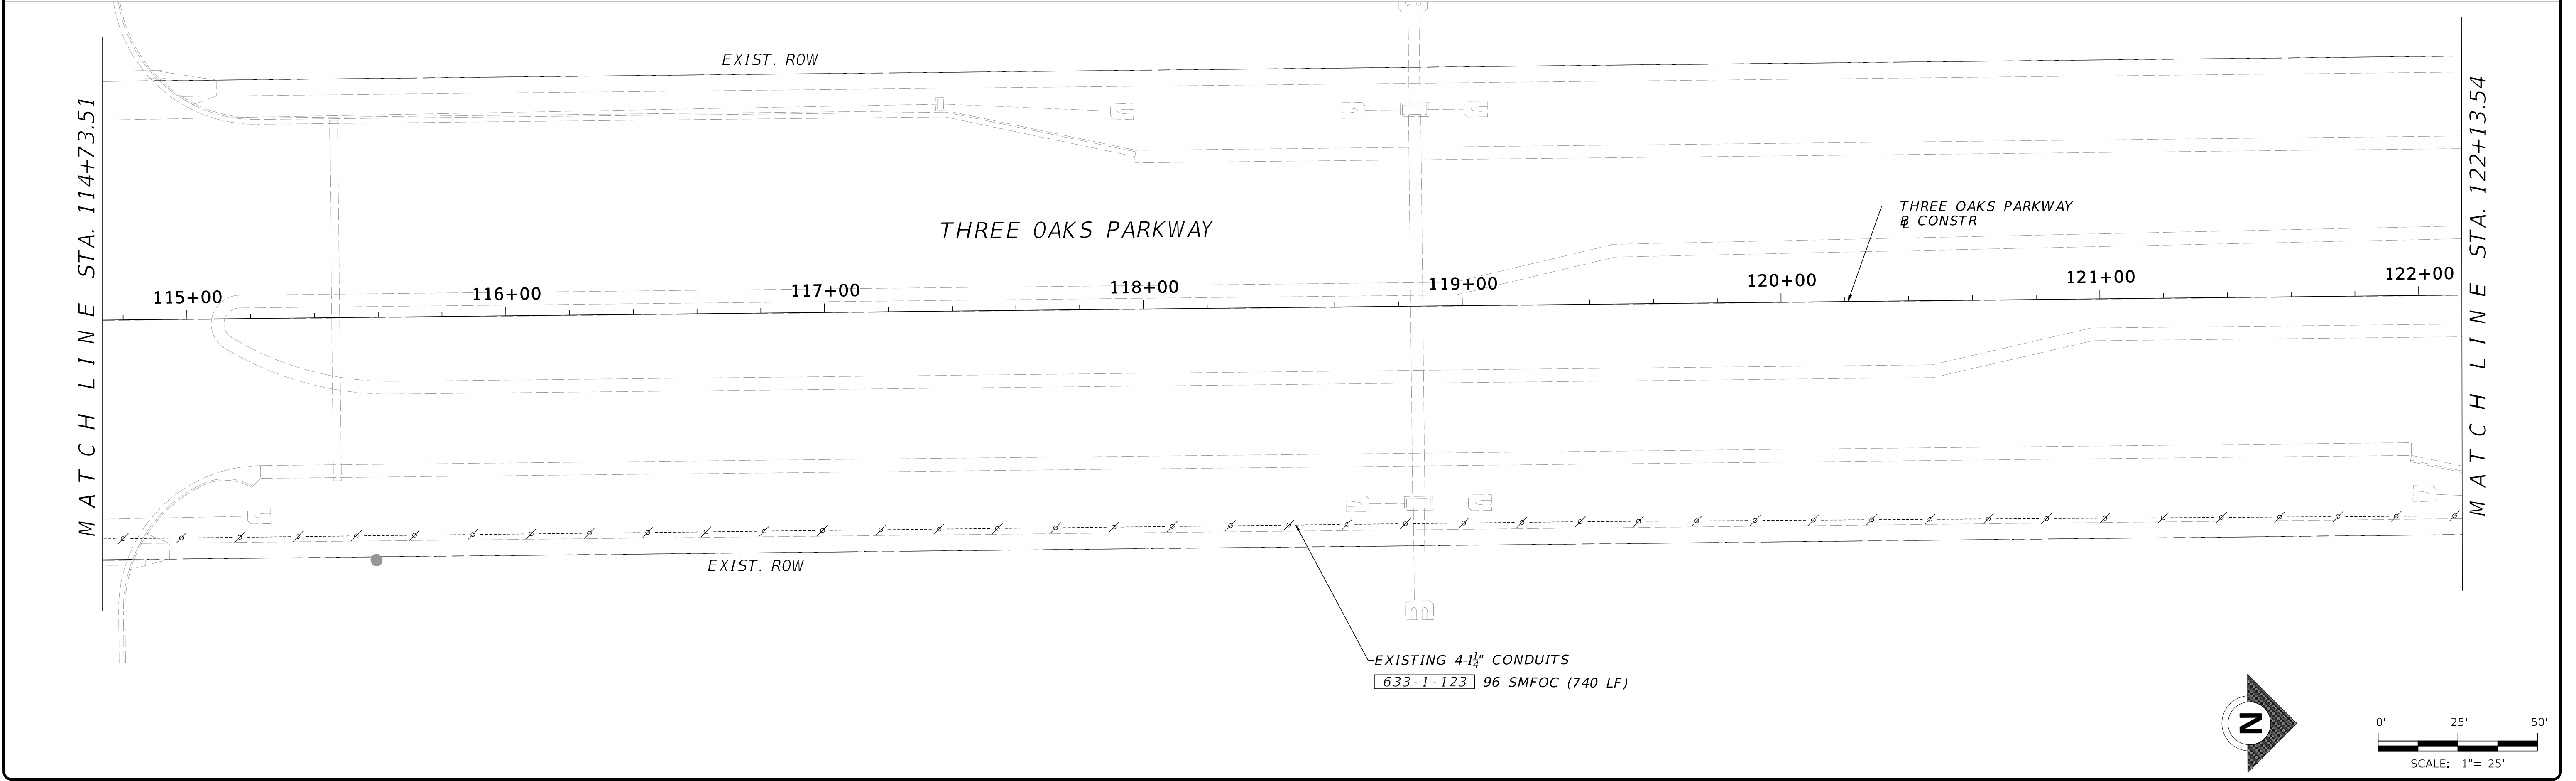 EXIST. ROW
MATCH LINE STA. 114+73.51
MATCH LINE STA. 122+13.54
THREE OAKS PARKWAY
THREE OAKS PARKWAY
℄ CONSTR
115+00
116+00
117+00
118+00
119+00
120+00
121+00
122+00
EXIST. ROW
EXISTING 4-1¼" CONDUITS
633-1-123 96 SMFOC (740 LF)
N
0' 25' 50'
SCALE: 1"= 25'